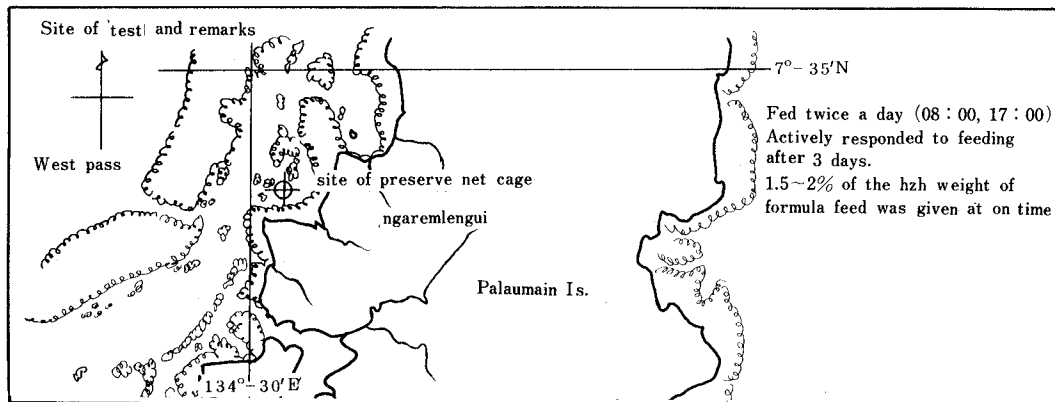 Site of test and remarks
7°-35′N
Fed twice a day (08:00, 17:00)
Actively responded to feeding
after 3 days.
1.5~2% of the hzh weight of
formula feed was given at on time
West pass
site of preserve net cage
ngaremlengui
Palaumain Is.
134°-30′E